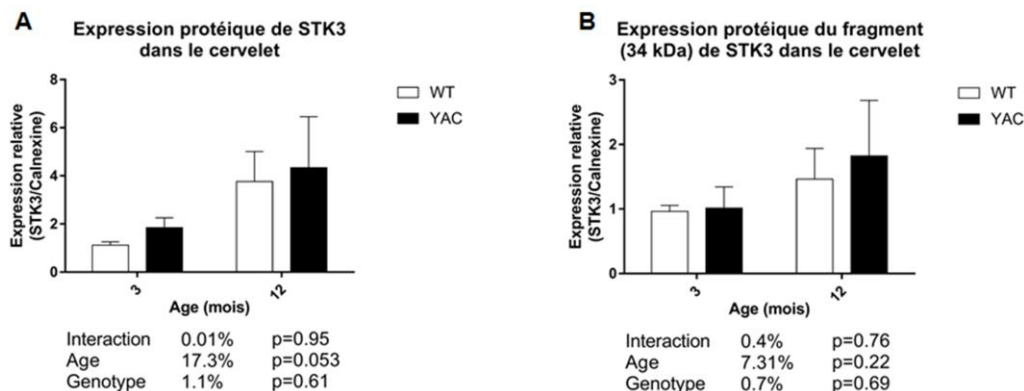 A
Expression protéique de STK3
dans le cervelet
Expression relative
(STK3/Calnexine)
8
6
4
2
0
3
12
Age (mois)
WT
YAC
Interaction 0.01% p=0.95
Age 17.3% p=0.053
Genotype 1.1% p=0.61
B
Expression protéique du fragment
(34 kDa) de STK3 dans le cervelet
Expression relative
(STK3/Calnexine)
3
2
1
0
3
12
Age (mois)
WT
YAC
Interaction 0.4% p=0.76
Age 7.31% p=0.22
Genotype 0.7% p=0.69